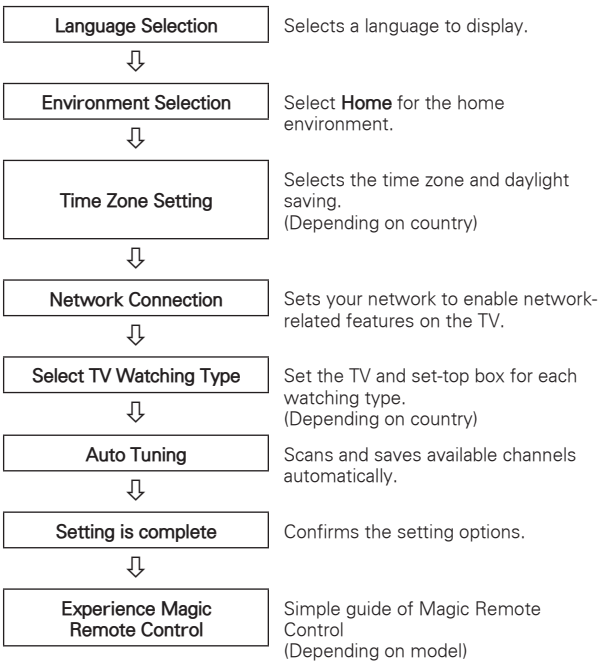 Language Selection
Selects a language to display.
Environment Selection
Select Home for the home
environment.
Time Zone Setting
Selects the time zone and daylight
saving.
(Depending on country)
Network Connection
Sets your network to enable network-
related features on the TV.
Select TV Watching Type
Set the TV and set-top box for each
watching type.
(Depending on country)
Auto Tuning
Scans and saves available channels
automatically.
Setting is complete
Confirms the setting options.
Experience Magic
Remote Control
Simple guide of Magic Remote
Control
(Depending on model)